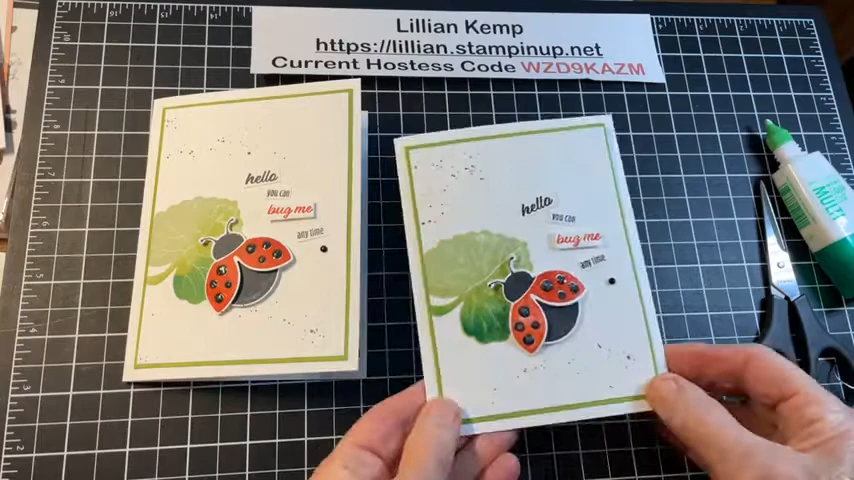 Lillian Kemp
https://lillian.stampinup.net
Current Hostess Code WZD9KAZM
hello
you can
bug me
any time
hello
you can
bug me
any time
MULTI